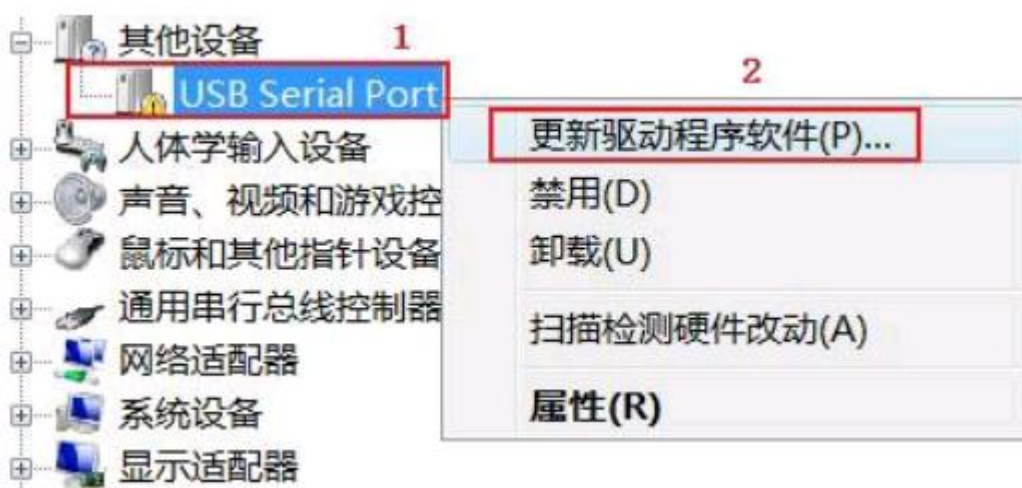 其他设备
1
USB Serial Port
2
人体学输入设备
更新驱动程序软件(P)...
声音、视频和游戏控
禁用(D)
鼠标和其他指针设备
卸载(U)
通用串行总线控制器
扫描检测硬件改动(A)
网络适配器
系统设备
属性(R)
显示适配器